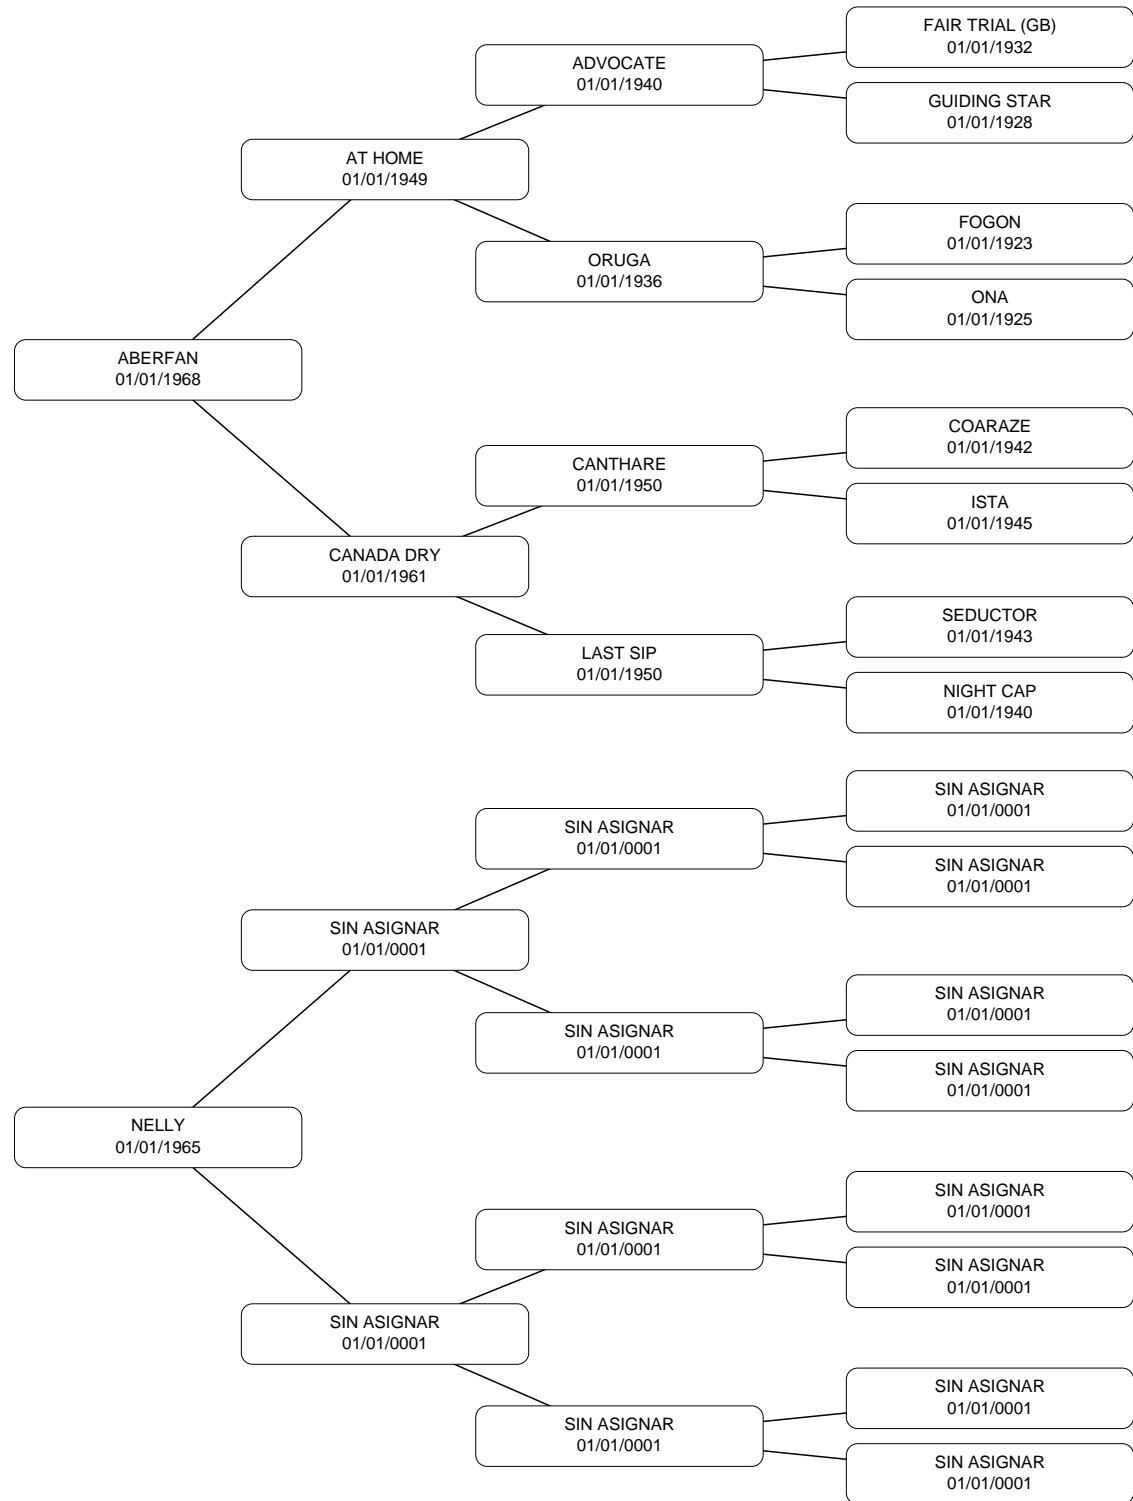 FAIR TRIAL (GB)
01/01/1932
ADVOCATE
01/01/1940
GUIDING STAR
01/01/1928
AT HOME
01/01/1949
FOGON
01/01/1923
ORUGA
01/01/1936
ONA
01/01/1925
ABERFAN
01/01/1968
COARAZE
01/01/1942
CANTHARE
01/01/1950
ISTA
01/01/1945
CANADA DRY
01/01/1961
SEDUCTOR
01/01/1943
LAST SIP
01/01/1950
NIGHT CAP
01/01/1940
SIN ASIGNAR
01/01/0001
SIN ASIGNAR
01/01/0001
SIN ASIGNAR
01/01/0001
SIN ASIGNAR
01/01/0001
SIN ASIGNAR
01/01/0001
SIN ASIGNAR
01/01/0001
SIN ASIGNAR
01/01/0001
NELLY
01/01/1965
SIN ASIGNAR
01/01/0001
SIN ASIGNAR
01/01/0001
SIN ASIGNAR
01/01/0001
SIN ASIGNAR
01/01/0001
SIN ASIGNAR
01/01/0001
SIN ASIGNAR
01/01/0001
SIN ASIGNAR
01/01/0001